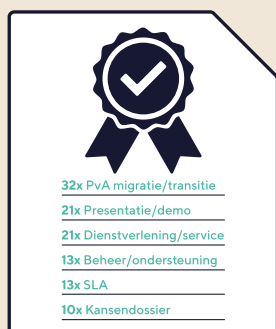 32x PvA migratie/transitie
21x Presentatie/demo
21x Dienstverlening/service
13x Beheer/ondersteuning
13x SLA
10x Kansendossier